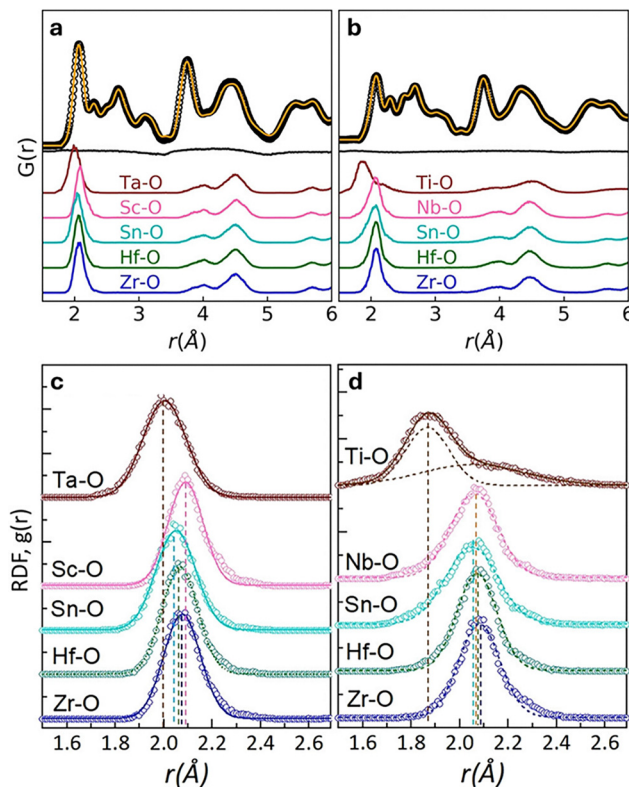 a
G(r)
Ta-O
Sc-O
Sn-O
Hf-O
Zr-O
2 3 4 5 6
r(Å)
b
Ti-O
Nb-O
Sn-O
Hf-O
Zr-O
2 3 4 5 6
r(Å)
c
RDF, g(r)
Ta-O
Sc-O
Sn-O
Hf-O
Zr-O
1.6 1.8 2.0 2.2 2.4 2.6
r(Å)
d
Ti-O
Nb-O
Sn-O
Hf-O
Zr-O
1.6 1.8 2.0 2.2 2.4 2.6
r(Å)